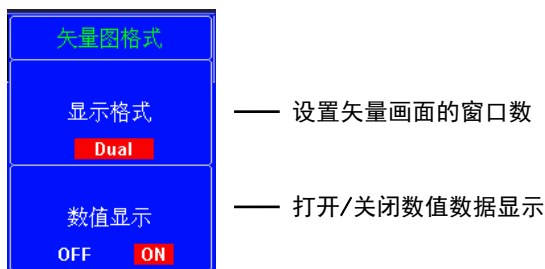 矢量图格式
显示格式 —— 设置矢量画面的窗口数
Dual
数值显示 —— 打开/关闭数值数据显示
OFF ON